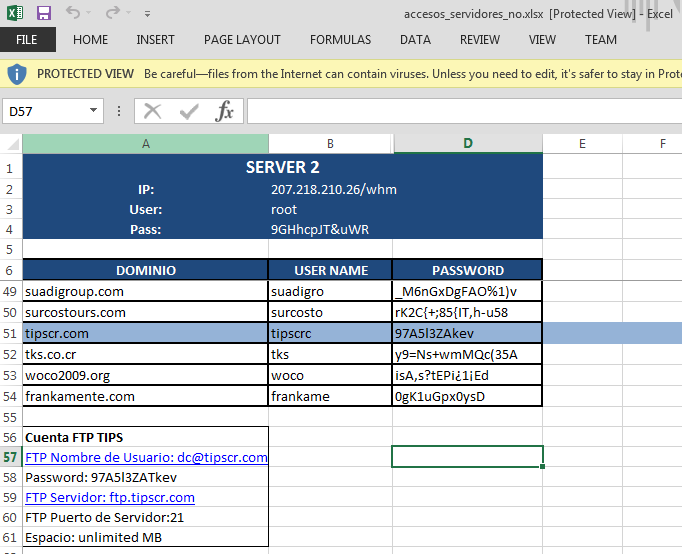 accesos_servidores_no.xlsx [Protected View] - Excel
FILE HOME INSERT PAGE LAYOUT FORMULAS DATA REVIEW VIEW TEAM
PROTECTED VIEW Be careful—files from the Internet can contain viruses. Unless you need to edit, it's safer to stay in Prote
D57 fx
A B D E F
1 SERVER 2
2 IP: 207.218.210.26/whm
3 User: root
4 Pass: 9GHhcpJT&uWR
5
6 DOMINIO USER NAME PASSWORD
49 suadigroup.com suadigro _M6nGxDgFAO%1)v
50 surcostours.com surcosto rK2C{+;85{IT,h-u58
51 tipscr.com tipscrc 97A5l3ZAkev
52 tks.co.cr tks y9=Ns+wmMQc(35A
53 woco2009.org woco isA,s?tEPi¿1¡Ed
54 frankamente.com frankame 0gK1uGpx0ysD
55
56 Cuenta FTP TIPS
57 FTP Nombre de Usuario: dc@tipscr.com
58 Password: 97A5l3ZATkev
59 FTP Servidor: ftp.tipscr.com
60 FTP Puerto de Servidor:21
61 Espacio: unlimited MB